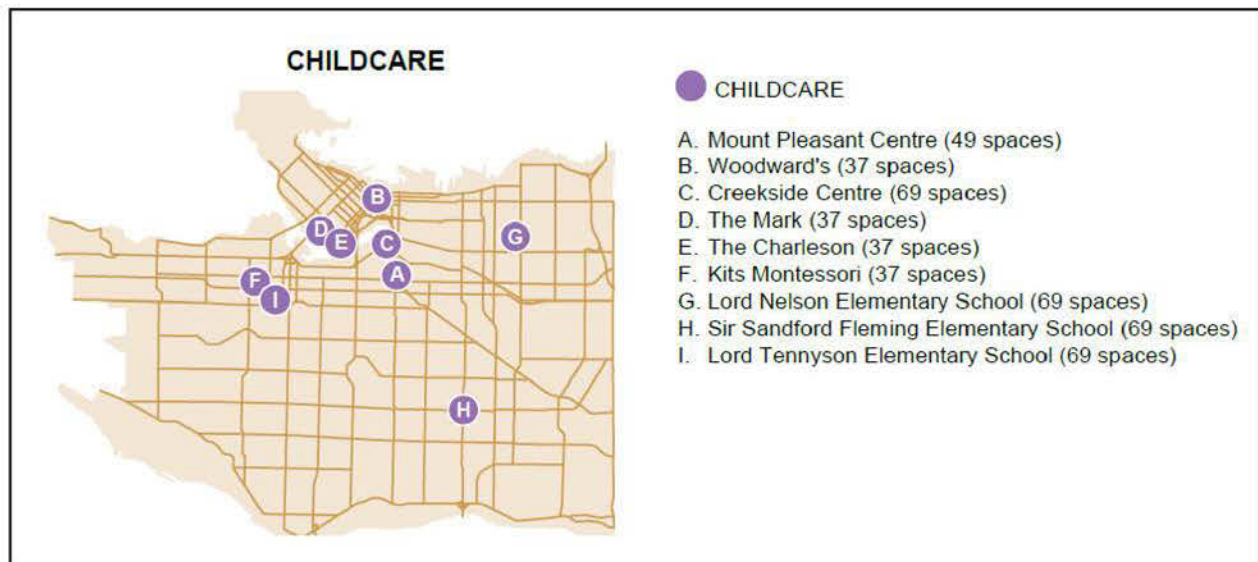 CHILDCARE
B
D
E
C
G
A
F
I
H
CHILDCARE
A. Mount Pleasant Centre (49 spaces)
B. Woodward's (37 spaces)
C. Creekside Centre (69 spaces)
D. The Mark (37 spaces)
E. The Charleson (37 spaces)
F. Kits Montessori (37 spaces)
G. Lord Nelson Elementary School (69 spaces)
H. Sir Sandford Fleming Elementary School (69 spaces)
I. Lord Tennyson Elementary School (69 spaces)